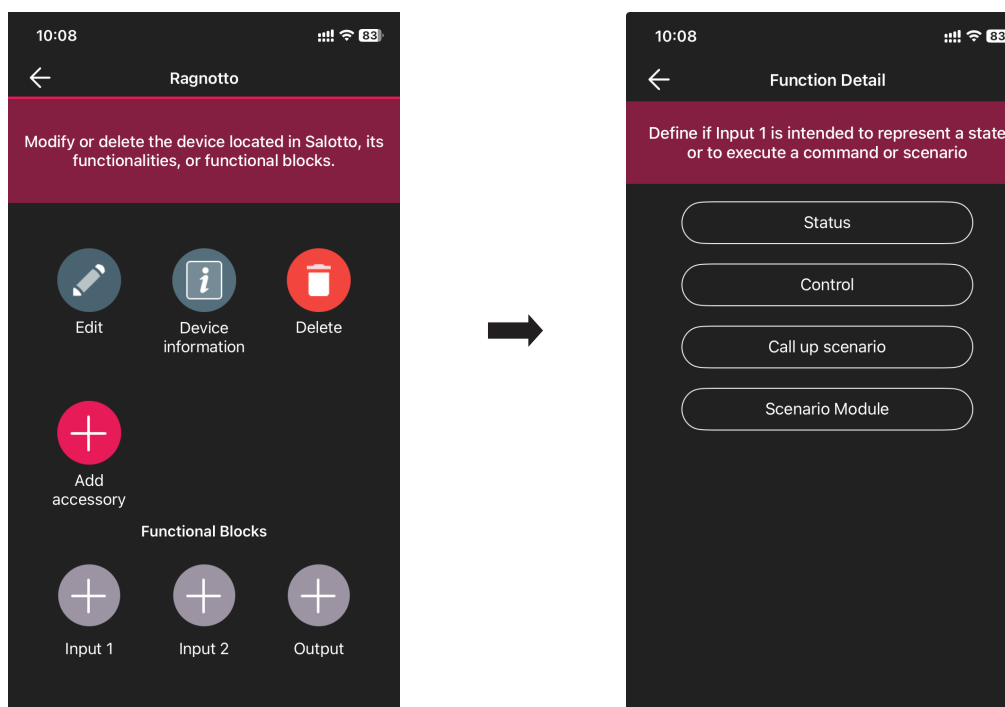 10:08
83
Ragnotto
Modify or delete the device located in Salotto, its
functionalities, or functional blocks.
Edit
Device
information
Delete
Add
accessory
Functional Blocks
Input 1
Input 2
Output
10:08
83
Function Detail
Define if Input 1 is intended to represent a state
or to execute a command or scenario
Status
Control
Call up scenario
Scenario Module